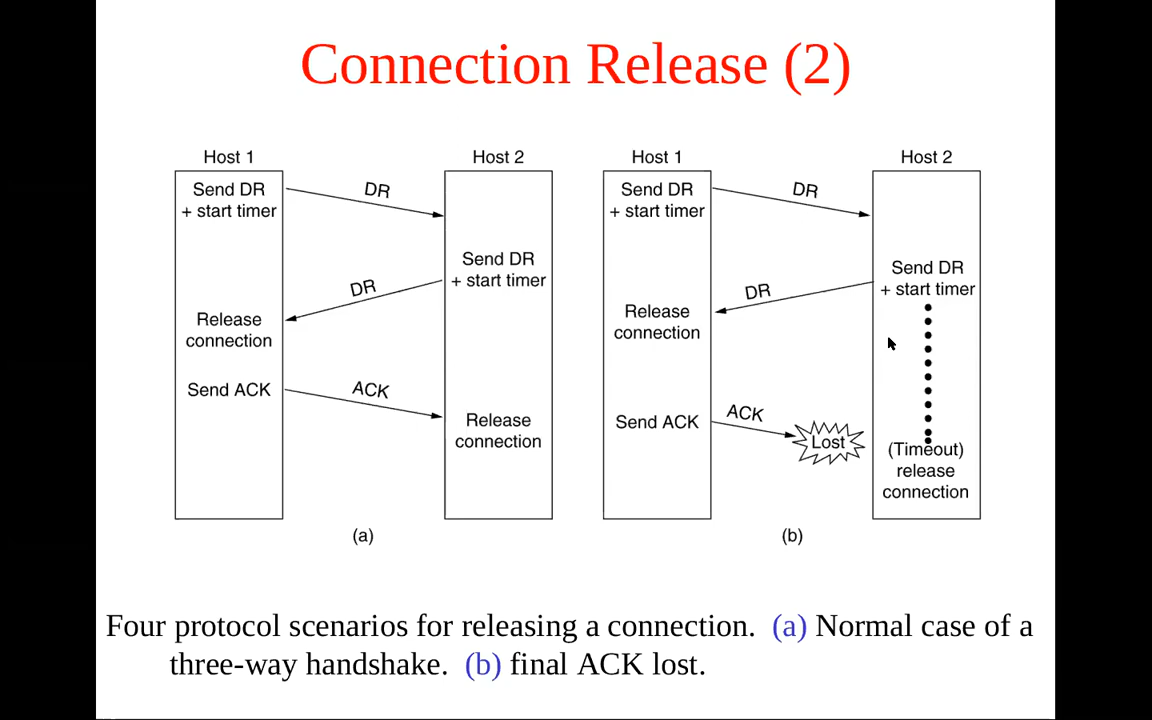 Connection Release (2)
Host 1
Host 2
Send DR
+ start timer
DR
Send DR
+ start timer
DR
Release
connection
Send ACK
ACK
Release
connection
(a)
Host 1
Host 2
Send DR
+ start timer
DR
Send DR
+ start timer
DR
Release
connection
Send ACK
ACK
Lost
(Timeout)
release
connection
(b)
Four protocol scenarios for releasing a connection. (a) Normal case of a
three-way handshake. (b) final ACK lost.